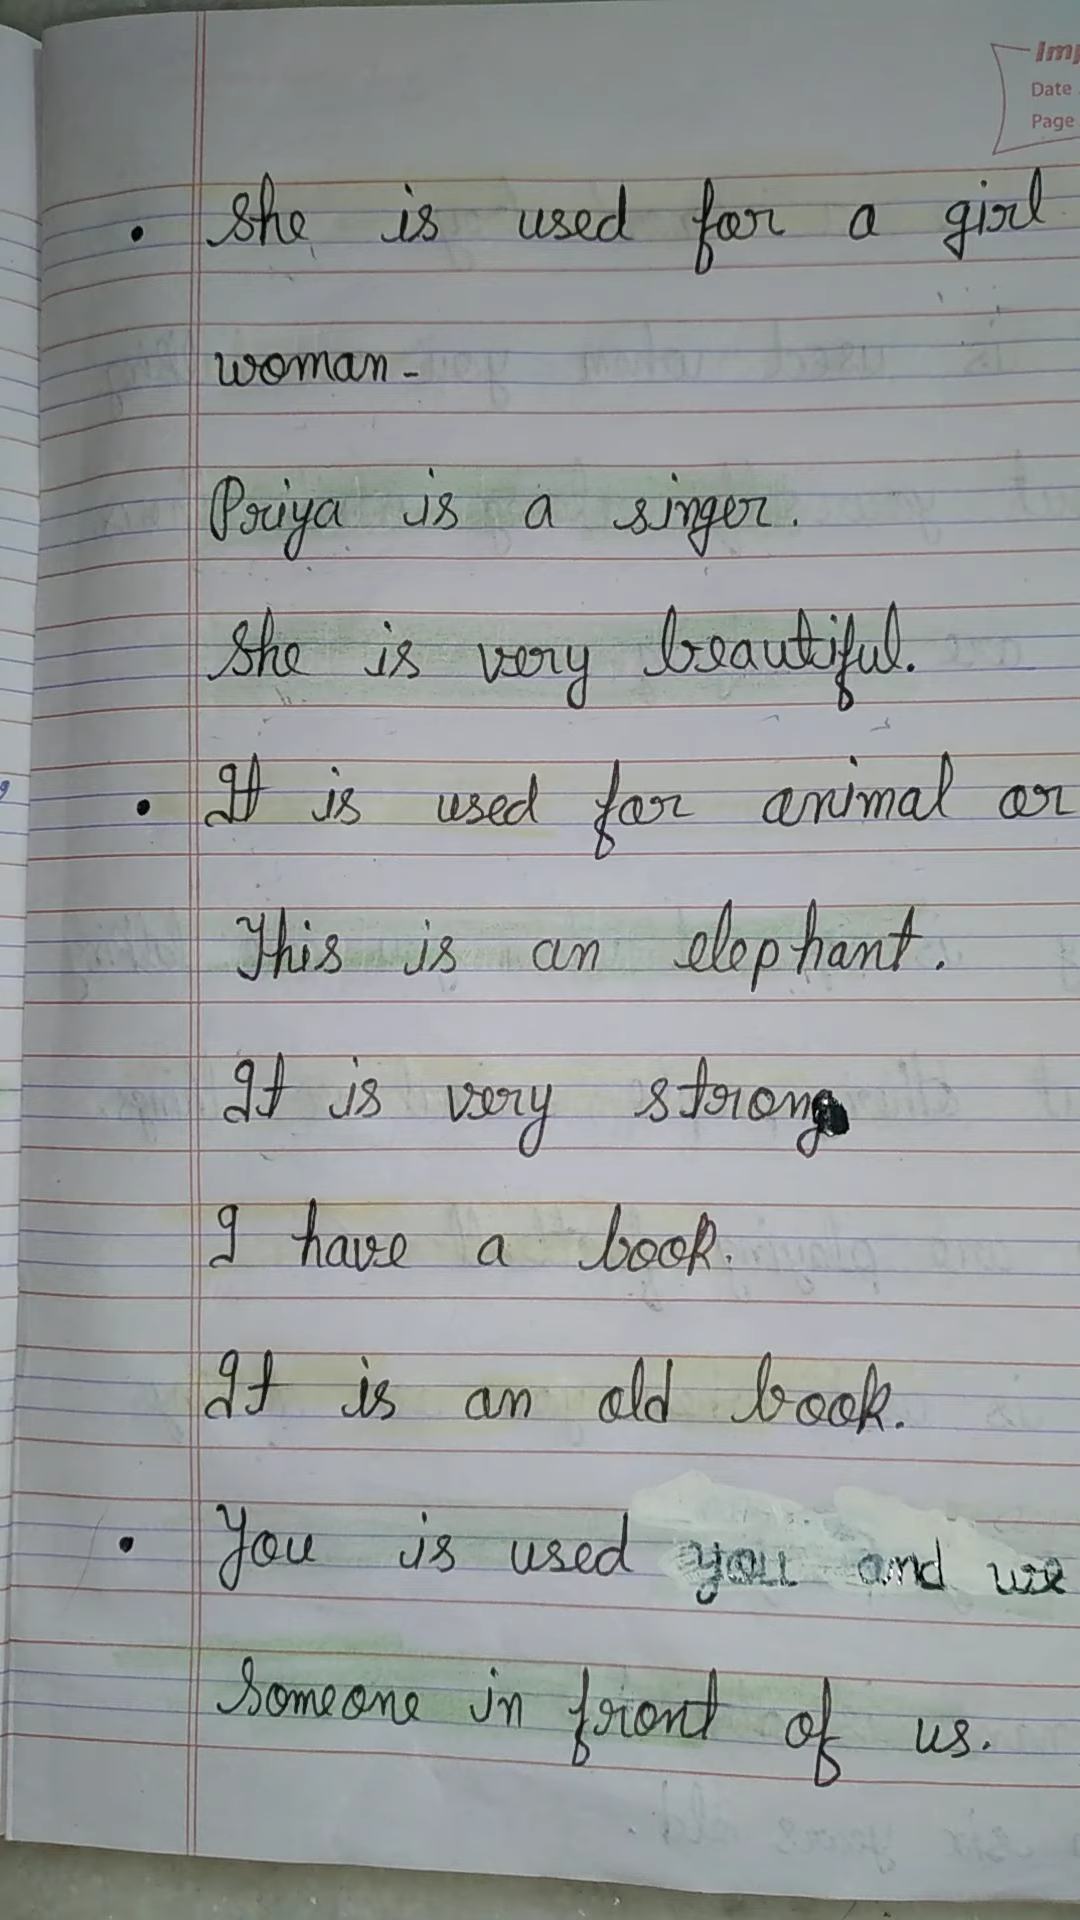 Date
Page
• She is used for a girl
woman-
Priya is a singer.
She is very beautiful.
• It is used for animal or
This is an elephant.
It is very strong
I have a book.
It is an old book.
• You is used you and we
Someone in front of us.